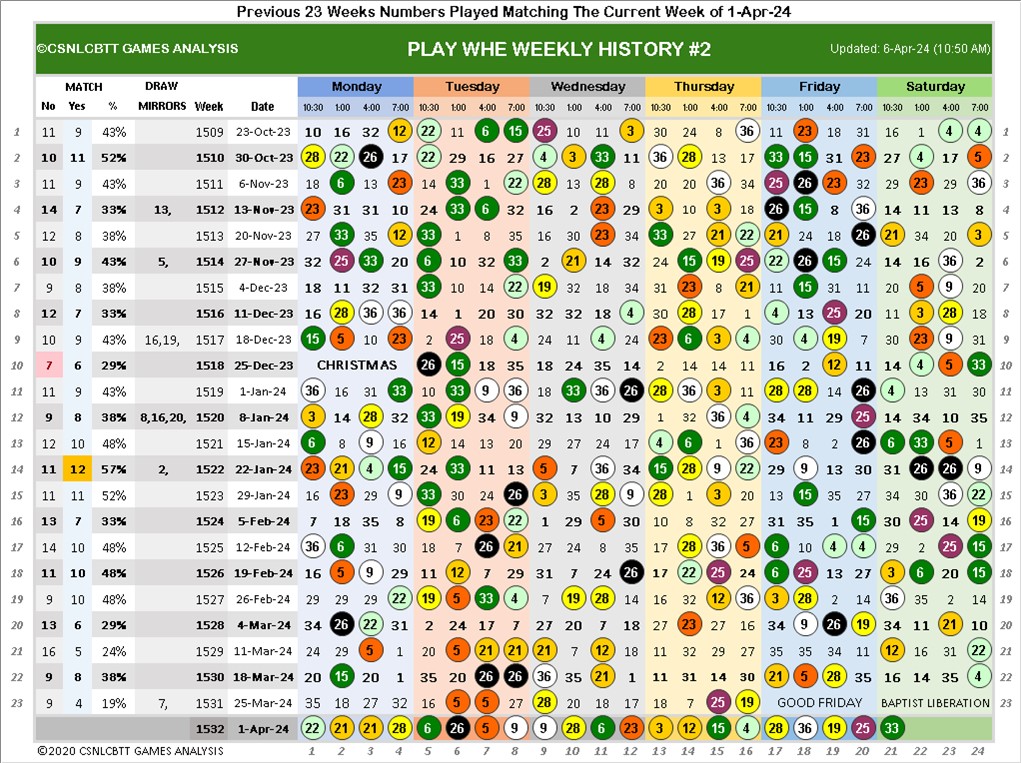 Previous 23 Weeks Numbers Played Matching The Current Week of 1-Apr-24
©CSNLCBTT GAMES ANALYSIS PLAY WHE WEEKLY HISTORY #2 Updated: 6-Apr-24 (10:50 AM)
MATCH DRAW Monday Tuesday Wednesday Thursday Friday Saturday
No Yes % MIRRORS Week Date 10:30 1:00 4:00 7:00 10:30 1:00 4:00 7:00 10:30 1:00 4:00 7:00 10:30 1:00 4:00 7:00 10:30 1:00 4:00 7:00 10:30 1:00 4:00 7:00
1 11 9 43% 1509 23-Oct-23 10 16 32 12 22 11 6 15 25 10 11 3 30 24 8 36 11 23 18 31 16 1 4 4 1
2 10 11 52% 1510 30-Oct-23 28 22 26 17 22 29 16 27 4 3 33 11 36 28 13 17 33 15 31 23 27 4 17 5 2
3 11 9 43% 1511 6-Nov-23 18 6 13 23 14 33 1 22 28 13 28 8 20 20 36 34 25 26 23 32 29 23 29 36 3
4 14 7 33% 13, 1512 13-Nov-23 23 31 31 10 24 33 6 32 16 2 23 29 3 10 3 18 26 15 8 36 14 11 13 8 4
5 12 8 38% 1513 20-Nov-23 27 33 35 12 33 1 8 35 16 30 23 34 33 27 21 22 21 24 18 26 21 34 20 3 5
6 10 9 43% 5, 1514 27-Nov-23 32 25 33 20 6 10 32 33 2 21 14 32 24 15 19 25 22 26 15 24 14 16 36 2 6
7 9 8 38% 1515 4-Dec-23 18 11 32 31 33 10 14 22 19 32 18 34 31 23 8 21 11 15 31 11 20 5 9 20 7
8 12 7 33% 1516 11-Dec-23 16 28 36 36 14 1 20 30 32 32 18 4 30 28 17 1 4 13 25 20 11 3 28 18 8
9 10 9 43% 16,19, 1517 18-Dec-23 15 5 10 23 2 25 18 4 24 11 4 24 23 6 3 4 30 4 19 7 30 23 9 31 9
10 7 6 29% 1518 25-Dec-23 CHRISTMAS 26 15 18 35 18 24 35 14 2 14 14 11 16 2 12 11 14 4 5 33 10
11 11 9 43% 1519 1-Jan-24 36 16 31 33 10 33 9 36 18 33 36 26 28 36 3 11 28 28 14 26 4 13 31 30 11
12 9 8 38% 8,16,20, 1520 8-Jan-24 3 14 28 32 33 19 34 9 32 13 10 29 1 32 36 4 34 11 29 25 14 34 10 35 12
13 12 10 48% 1521 15-Jan-24 6 8 9 16 12 14 13 20 29 27 24 17 4 6 1 36 23 8 2 26 6 33 5 1 13
14 11 12 57% 2, 1522 22-Jan-24 23 21 4 15 24 33 11 13 5 7 36 34 15 28 9 22 29 9 13 30 31 26 26 9 14
15 11 11 52% 1523 29-Jan-24 16 23 29 9 33 30 24 26 3 35 28 9 28 1 3 20 13 15 35 27 34 30 36 22 15
16 13 7 33% 1524 5-Feb-24 7 18 35 8 19 6 23 22 1 29 5 30 10 8 32 27 31 35 1 15 30 25 14 19 16
17 14 10 48% 1525 12-Feb-24 36 6 31 30 18 7 26 21 27 24 8 35 17 28 36 5 6 10 4 4 29 2 25 15 17
18 11 10 48% 1526 19-Feb-24 16 5 9 29 11 12 7 29 31 7 24 26 17 22 25 24 6 25 13 27 3 6 20 15 18
19 9 10 48% 1527 26-Feb-24 29 29 29 22 19 5 33 4 7 19 28 14 16 32 12 36 3 28 2 14 36 35 2 14 19
20 13 6 29% 1528 4-Mar-24 34 26 22 31 2 24 17 7 27 20 7 18 27 23 27 16 34 9 26 19 34 11 21 10 20
21 16 5 24% 1529 11-Mar-24 29 29 5 1 20 5 21 21 21 7 12 18 27 8 32 17 35 35 34 11 12 16 31 22 21
22 9 8 38% 1530 18-Mar-24 20 15 20 1 35 20 26 26 36 35 21 1 11 31 14 30 21 5 28 35 16 14 35 4 22
23 9 4 19% 7, 1531 25-Mar-24 35 18 27 32 16 5 5 27 28 20 18 32 18 7 25 19 GOOD FRIDAY BAPTIST LIBERATION 23
1532 1-Apr-24 22 21 21 28 6 26 5 9 9 28 6 23 3 12 15 4 28 36 19 25 33
©2020 CSNLCBTT GAMES ANALYSIS 1 2 3 4 5 6 7 8 9 10 11 12 13 14 15 16 17 18 19 20 21 22 23 24